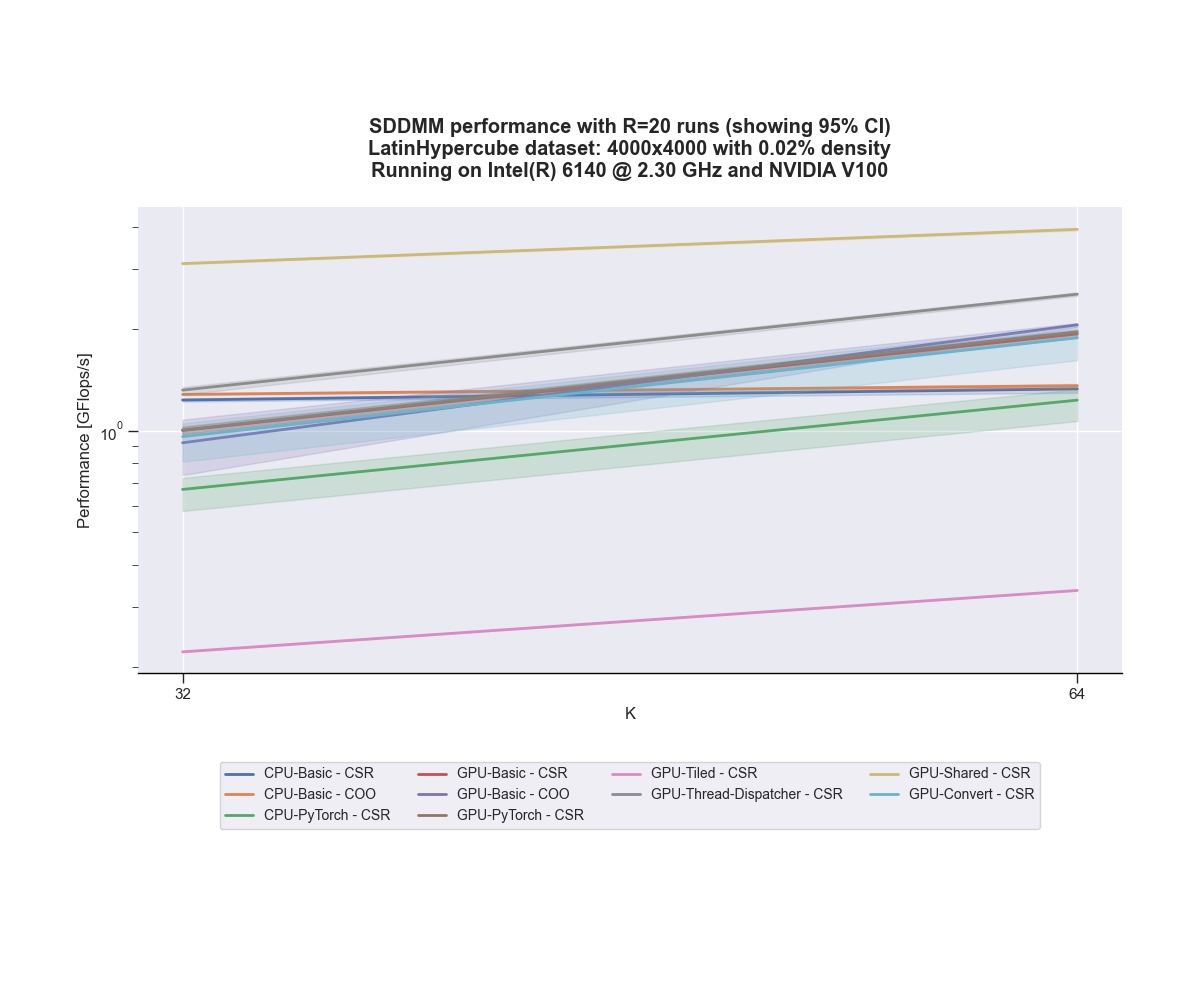 SDDMM performance with R=20 runs (showing 95% CI)
LatinHypercube dataset: 4000x4000 with 0.02% density
Running on Intel(R) 6140 @ 2.30 GHz and NVIDIA V100
Performance [GFlops/s]
10^0
32
64
K
CPU-Basic - CSR
CPU-Basic - COO
CPU-PyTorch - CSR
GPU-Basic - CSR
GPU-Basic - COO
GPU-PyTorch - CSR
GPU-Tiled - CSR
GPU-Thread-Dispatcher - CSR
GPU-Shared - CSR
GPU-Convert - CSR